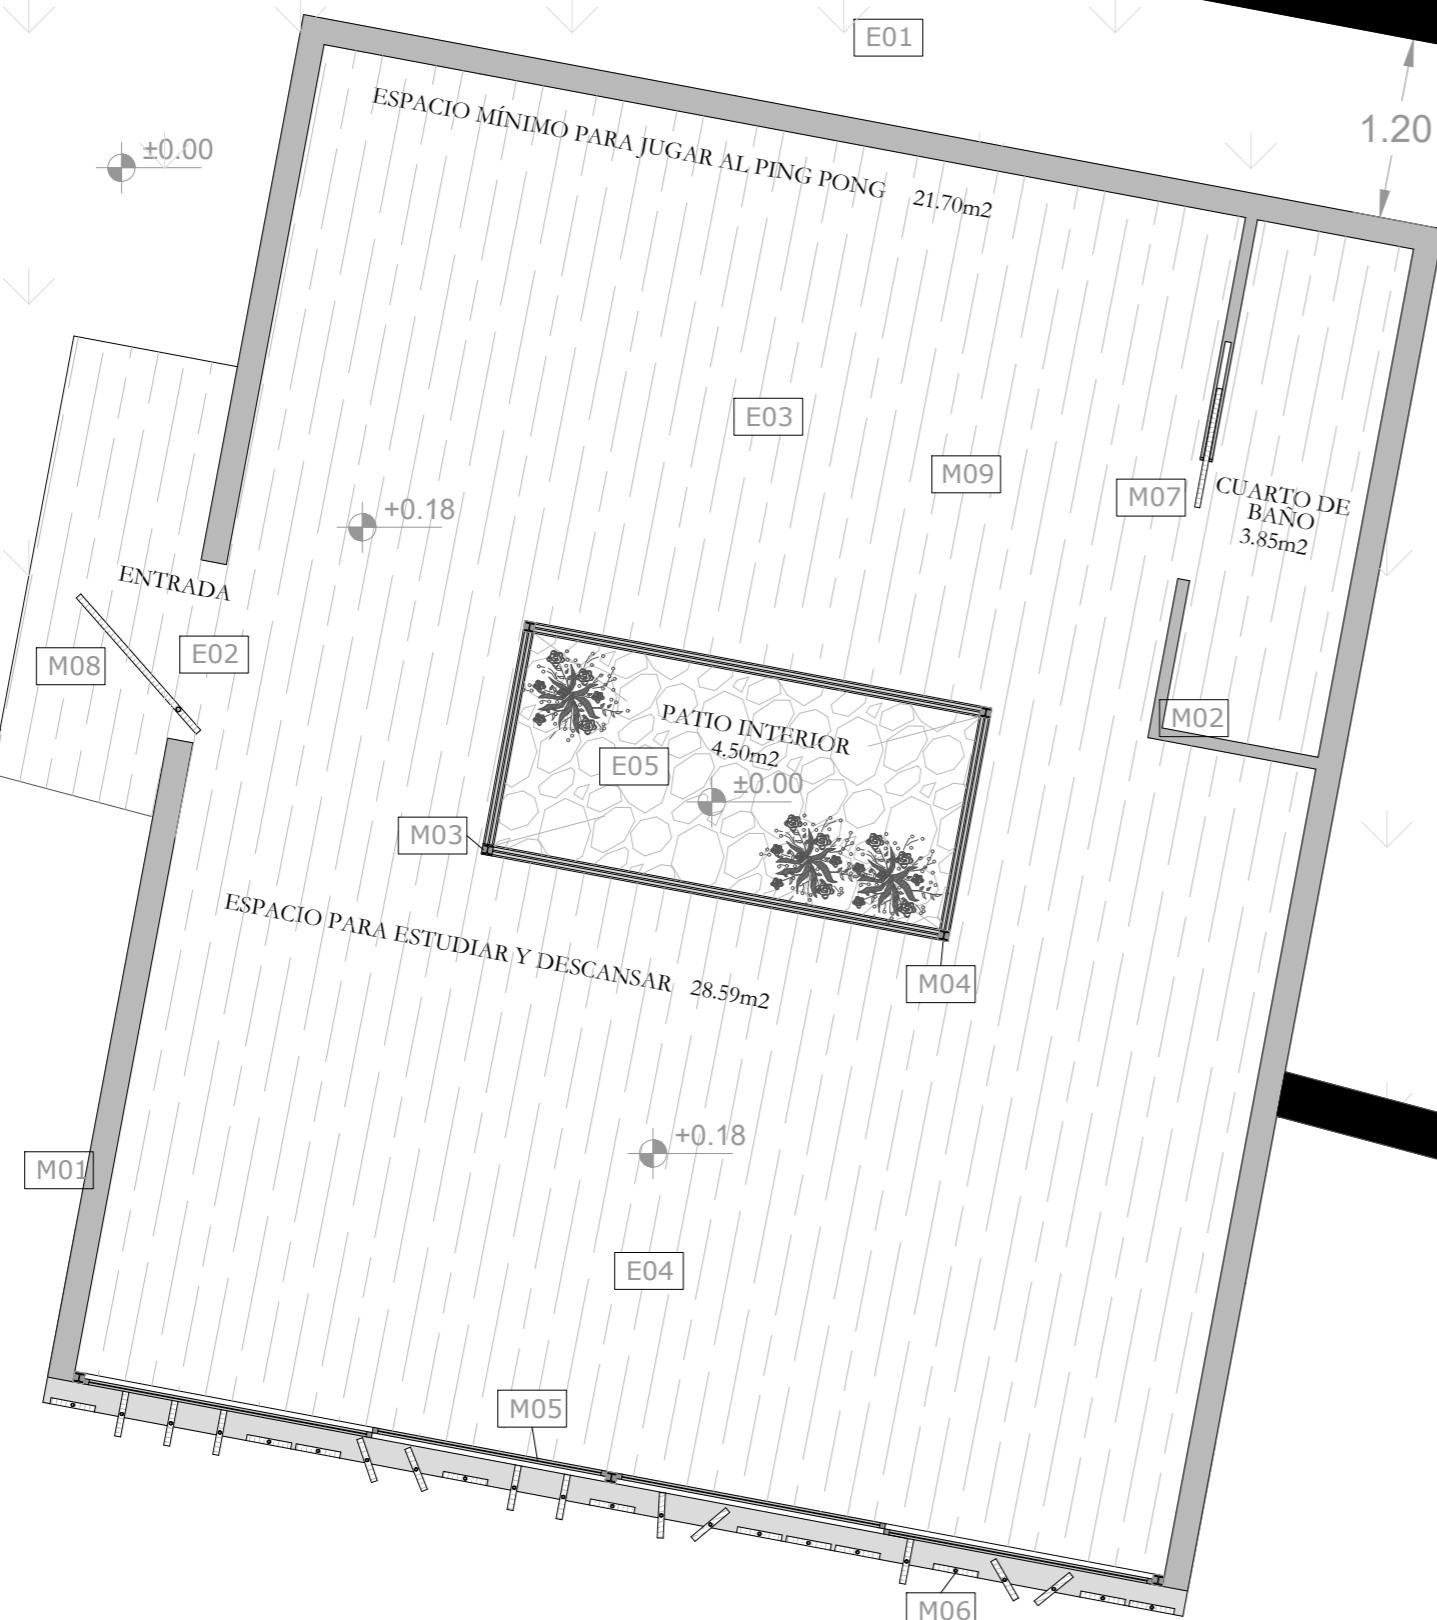 E01
1.20
±0.00
ESPACIO MÍNIMO PARA JUGAR AL PING PONG 21.70m2
E03
M09
M07
CUARTO DE
BAÑO
3.85m2
+0.18
ENTRADA
M08
E02
M02
PATIO INTERIOR
4.50m2
E05
±0.00
M03
ESPACIO PARA ESTUDIAR Y DESCANSAR 28.59m2
M04
+0.18
M01
E04
M05
M06